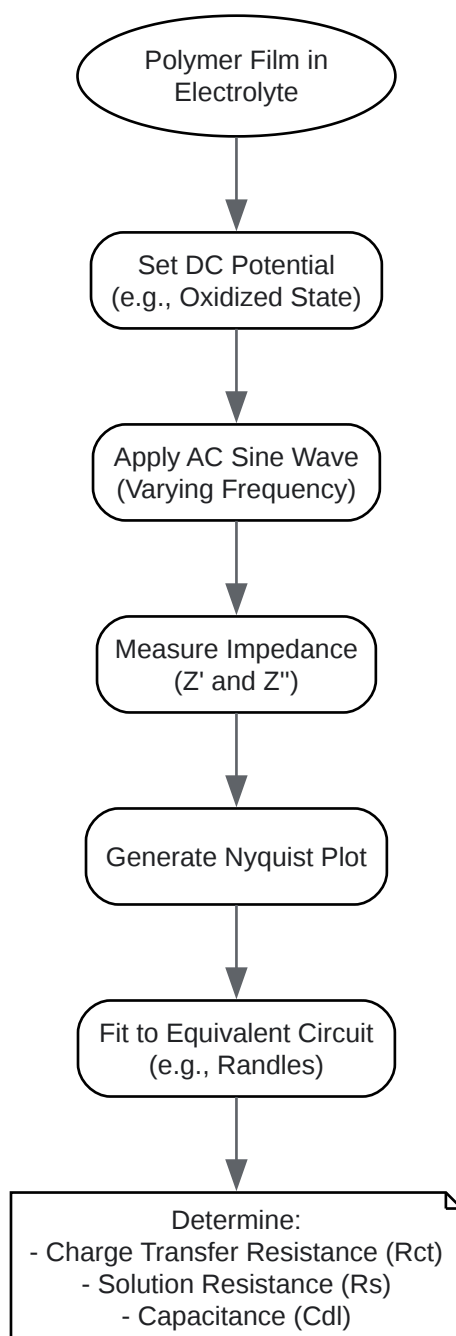 Polymer Film in
Electrolyte
Set DC Potential
(e.g., Oxidized State)
Apply AC Sine Wave
(Varying Frequency)
Measure Impedance
(Z' and Z'')
Generate Nyquist Plot
Fit to Equivalent Circuit
(e.g., Randles)
Determine:
- Charge Transfer Resistance (Rct)
- Solution Resistance (Rs)
- Capacitance (Cdl)